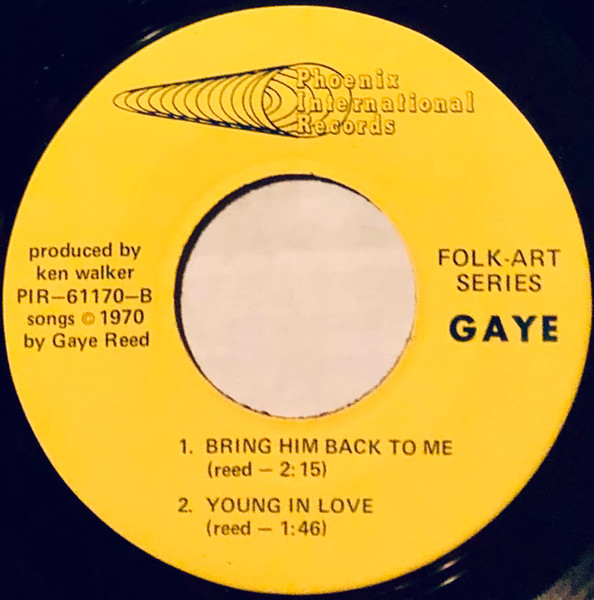 Phoenix
International
Records
produced by
ken walker
PIR-61170-B
songs © 1970
by Gaye Reed
FOLK-ART
SERIES
GAYE
1. BRING HIM BACK TO ME
(reed - 2:15)
2. YOUNG IN LOVE
(reed - 1:46)